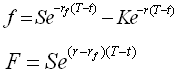 f = Se^{-r_f(T-t)} - Ke^{-r(T-t)}
F = Se^{(r-r_f)(T-t)}